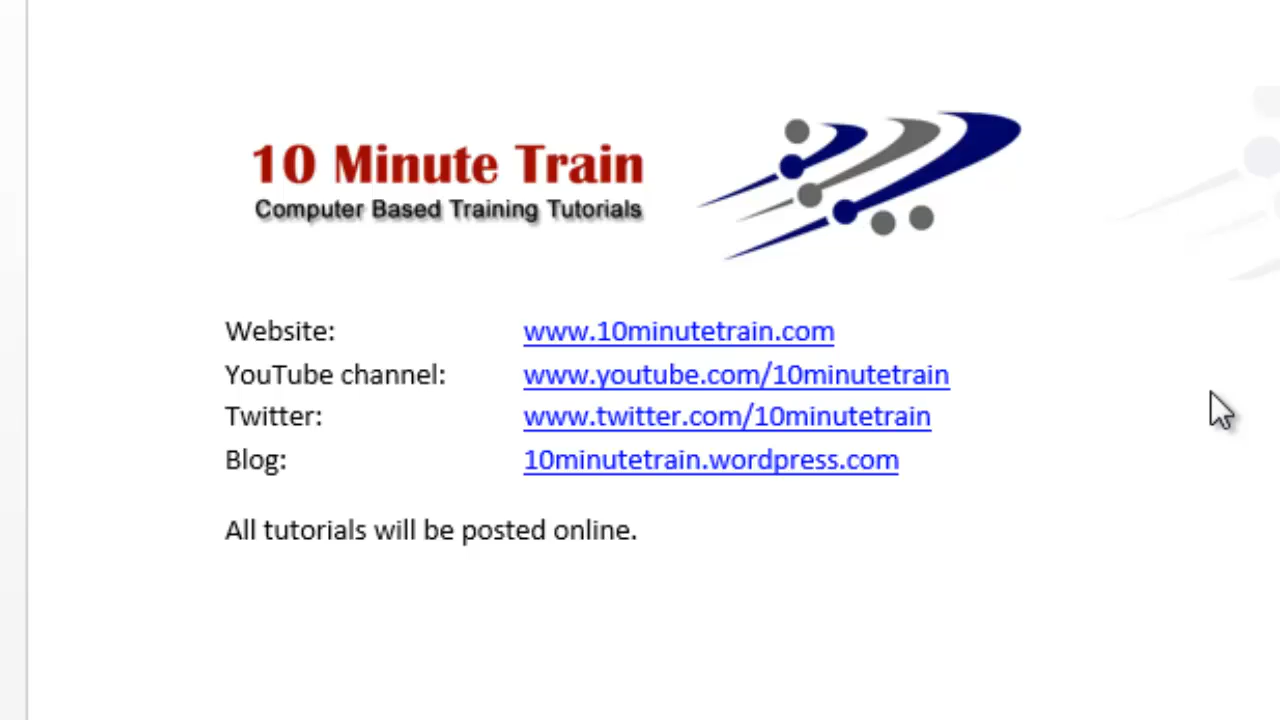 10 Minute Train
Computer Based Training Tutorials
Website: www.10minutetrain.com
YouTube channel: www.youtube.com/10minutetrain
Twitter: www.twitter.com/10minutetrain
Blog: 10minutetrain.wordpress.com
All tutorials will be posted online.